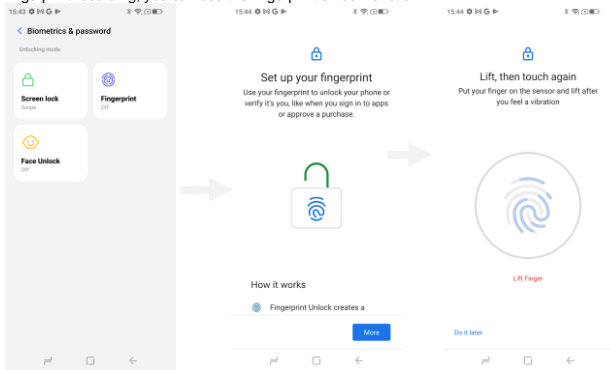 15:43
Biometrics & password
Unlocking mode
Screen lock
Swipe
Fingerprint
Off
Face Unlock
Off
15:44
Set up your fingerprint
Use your fingerprint to unlock your phone or
verify it's you, like when you sign in to apps
or approve a purchase.
How it works
Fingerprint Unlock creates a
More
15:44
Lift, then touch again
Put your finger on the sensor and lift after
you feel a vibration
Lift Finger
Do it later